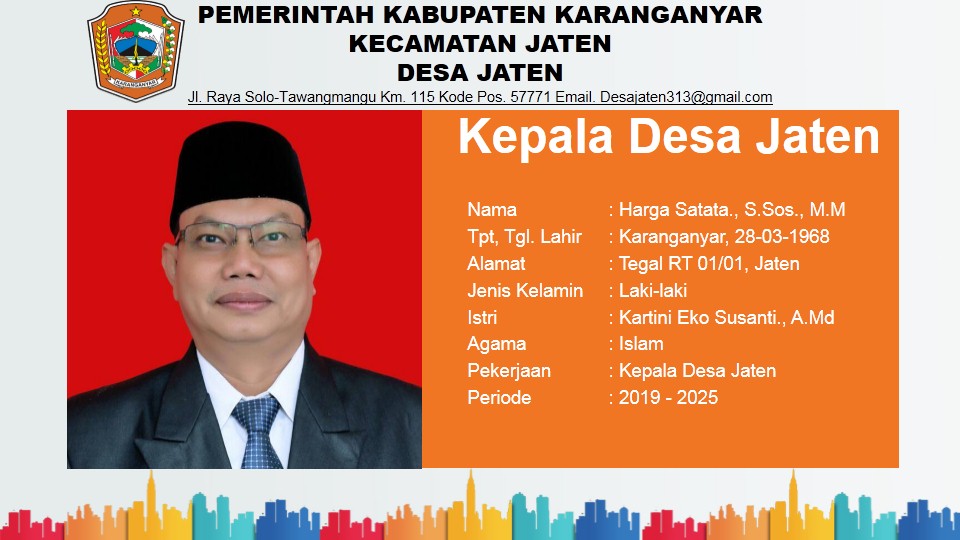 PEMERINTAH KABUPATEN KARANGANYAR
KECAMATAN JATEN
DESA JATEN
Jl. Raya Solo-Tawangmangu Km. 115 Kode Pos. 57771 Email. Desajaten313@gmail.com
KARANGANYAR
Kepala Desa Jaten
Nama : Harga Satata., S.Sos., M.M
Tpt, Tgl. Lahir : Karanganyar, 28-03-1968
Alamat : Tegal RT 01/01, Jaten
Jenis Kelamin : Laki-laki
Istri : Kartini Eko Susanti., A.Md
Agama : Islam
Pekerjaan : Kepala Desa Jaten
Periode : 2019 - 2025